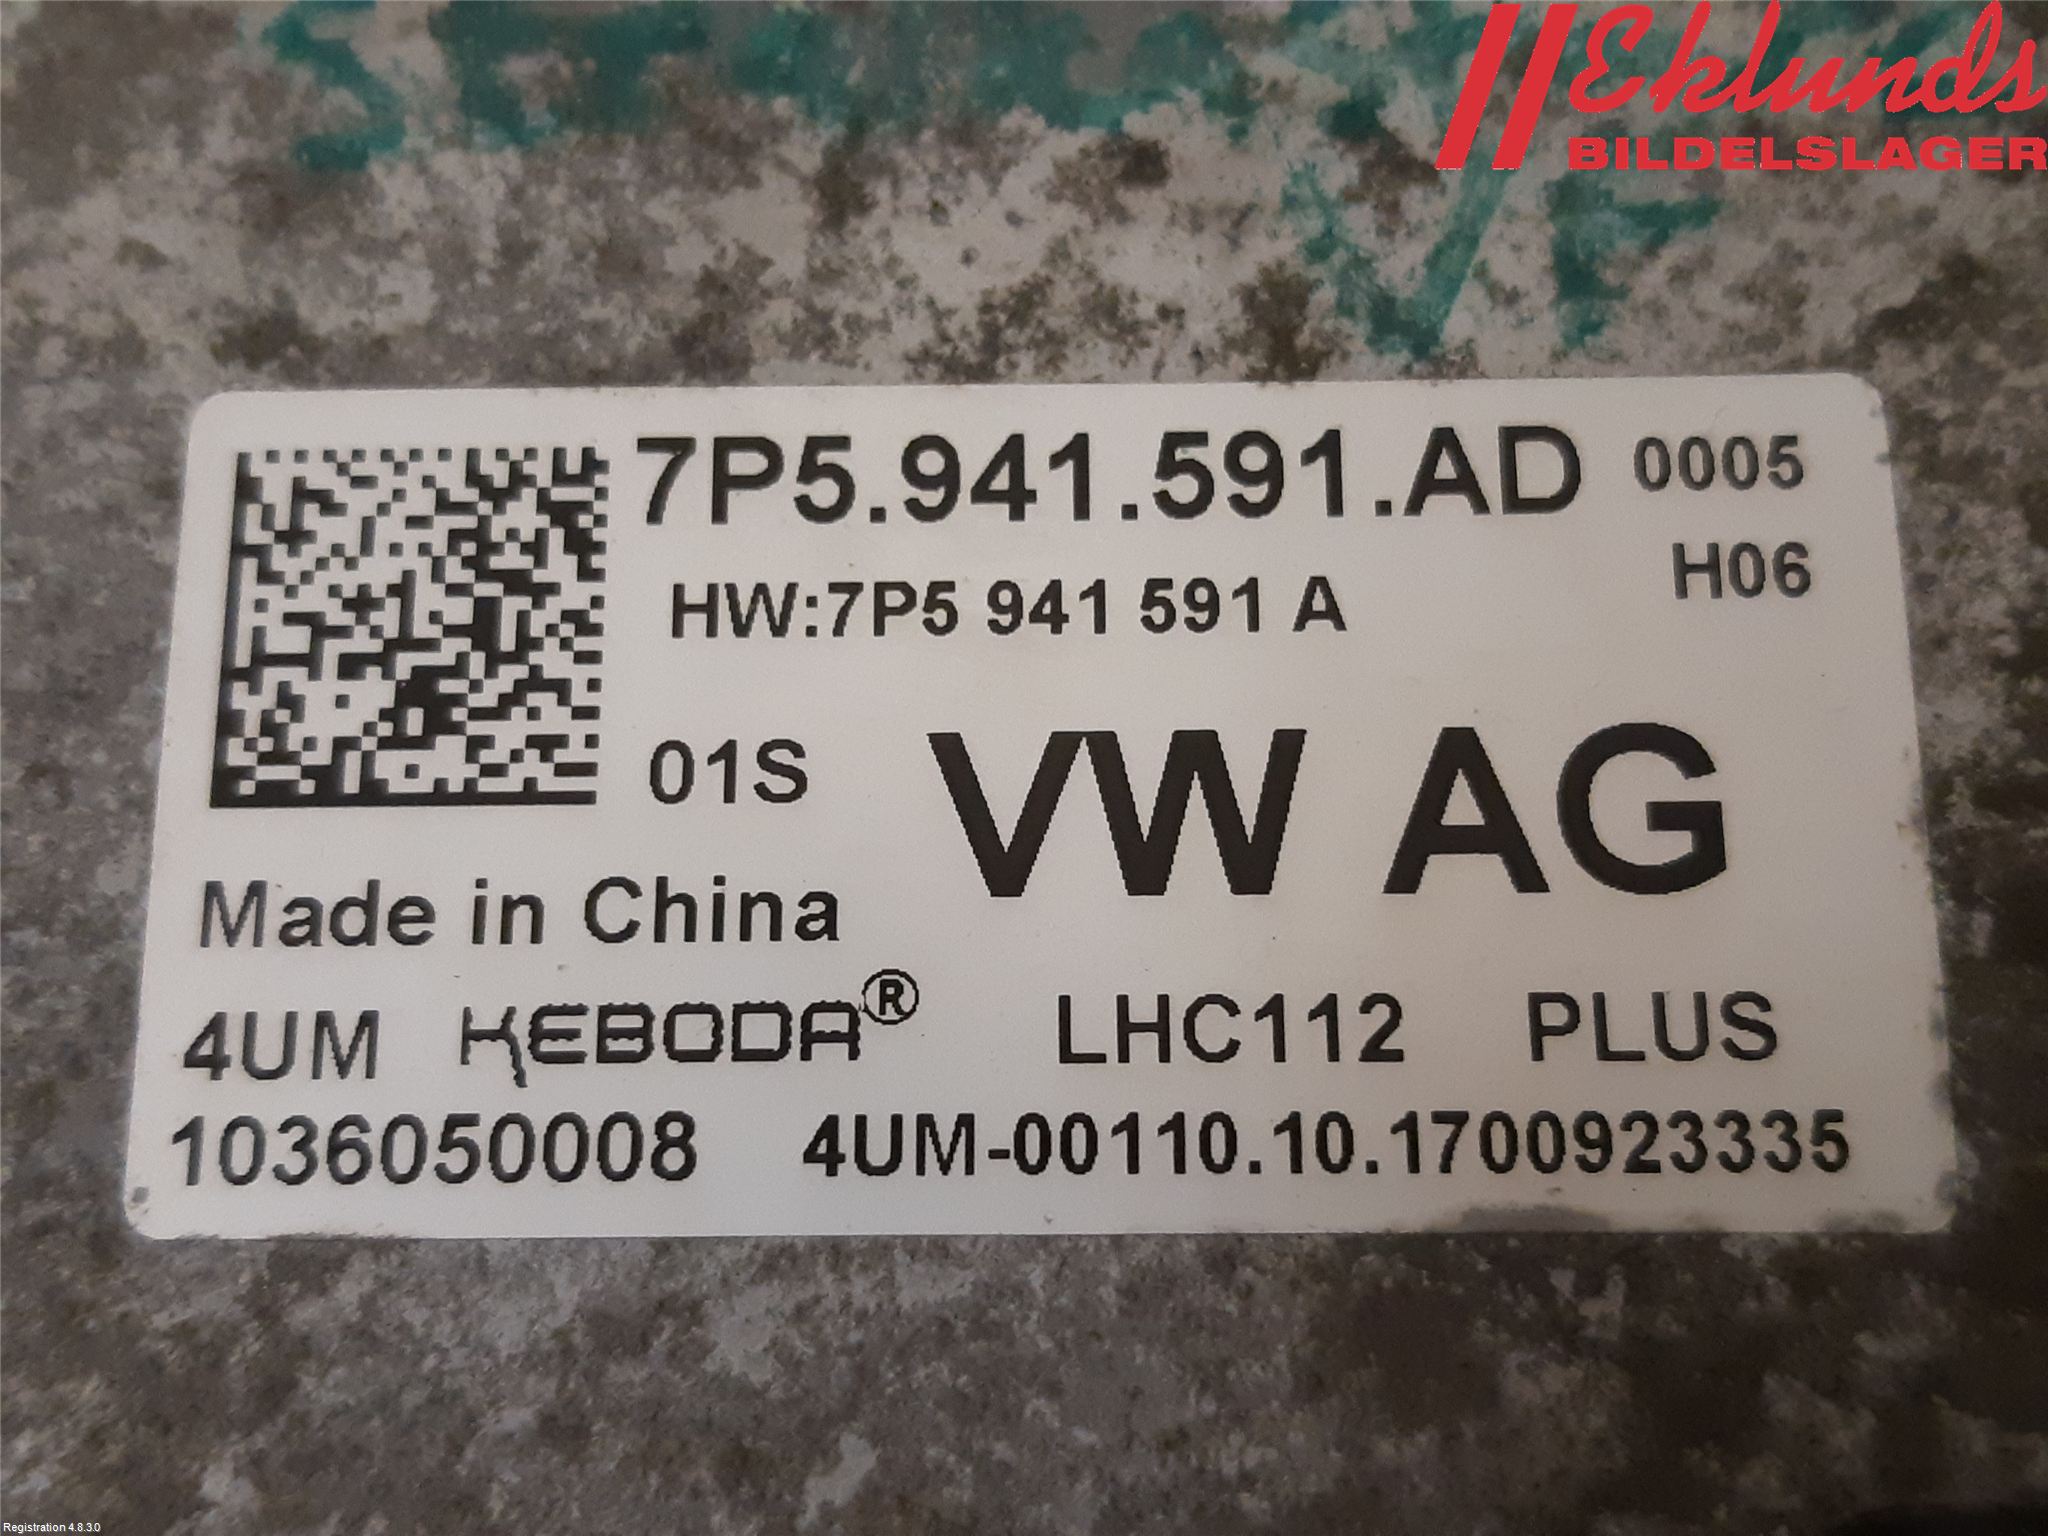 Eklunds
BILDELSLAGER
7P5.941.591.AD 0005
HW:7P5 941 591 A H06
01S VW AG
Made in China
4UM KEBODA® LHC112 PLUS
1036050008 4UM-00110.10.1700923335
Registration 4.8.3.0